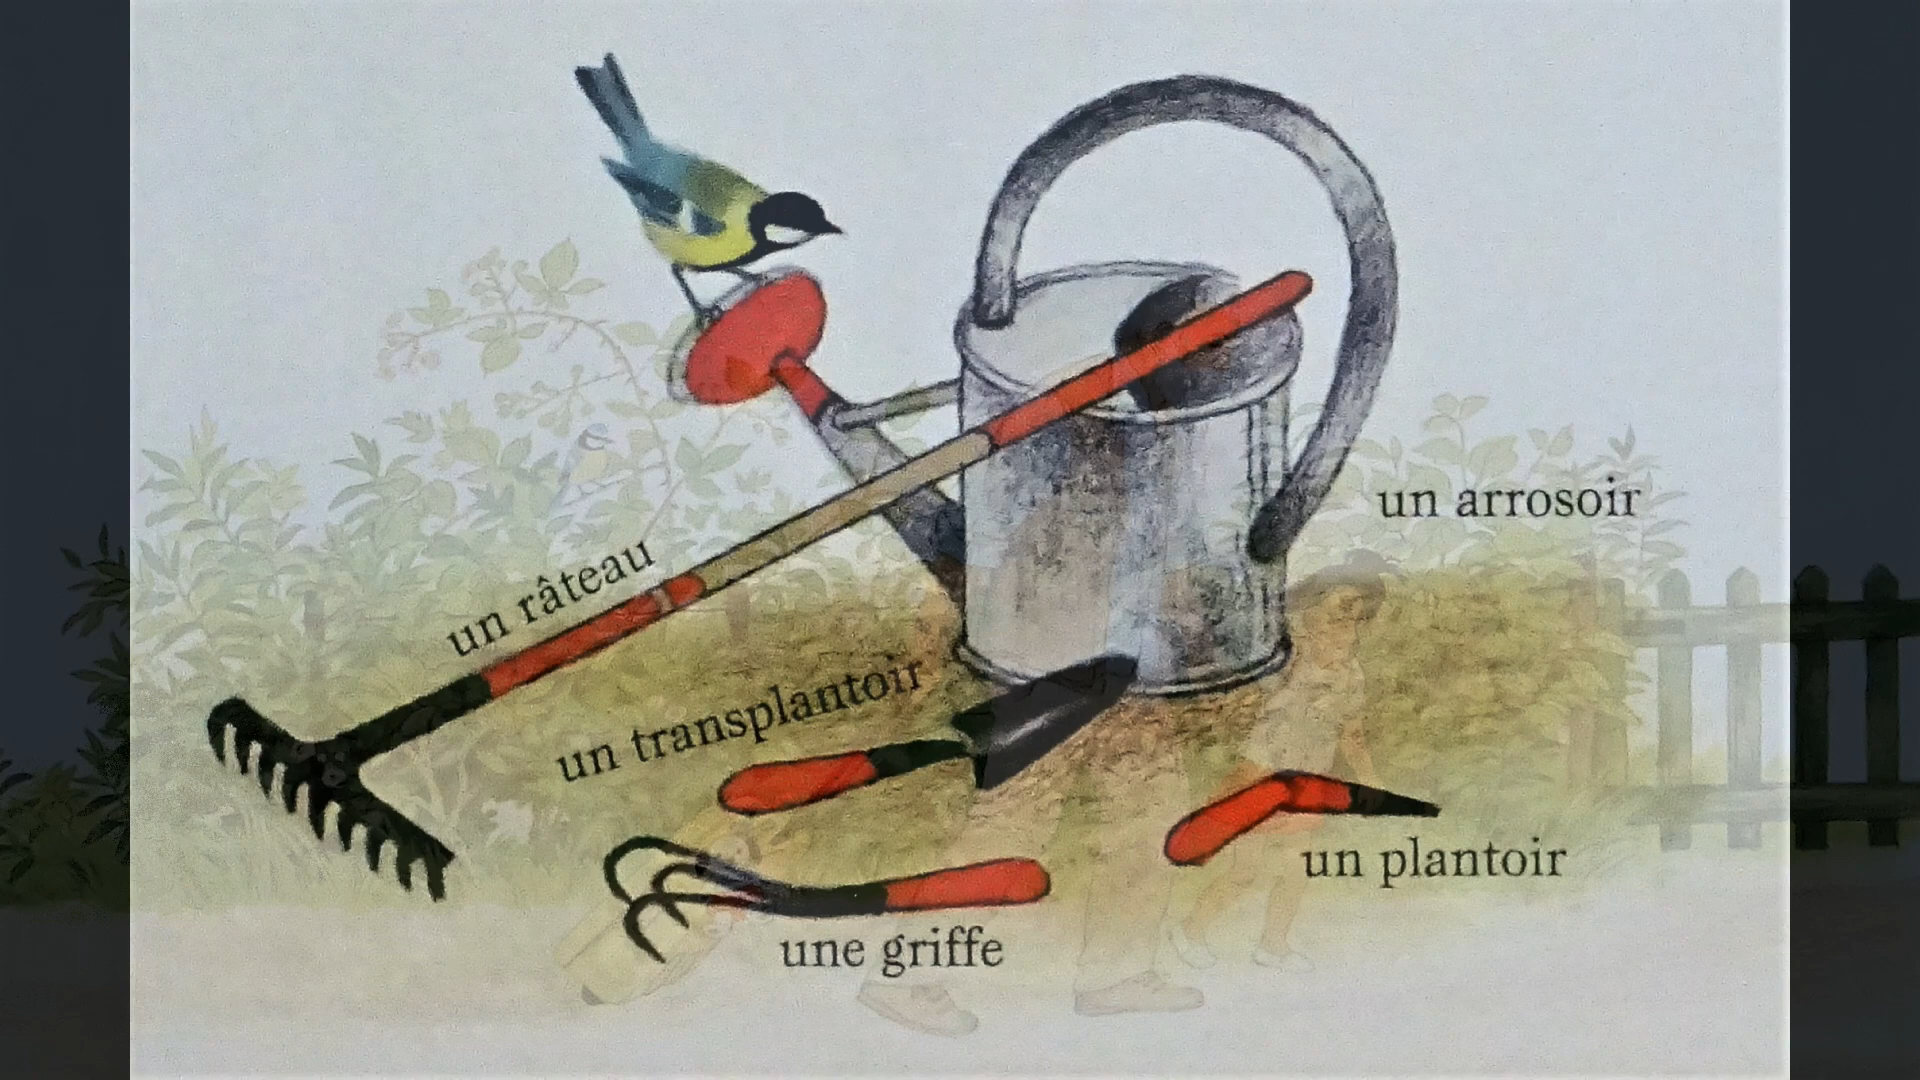 un arrosoir
un râteau
un transplantoir
un plantoir
une griffe